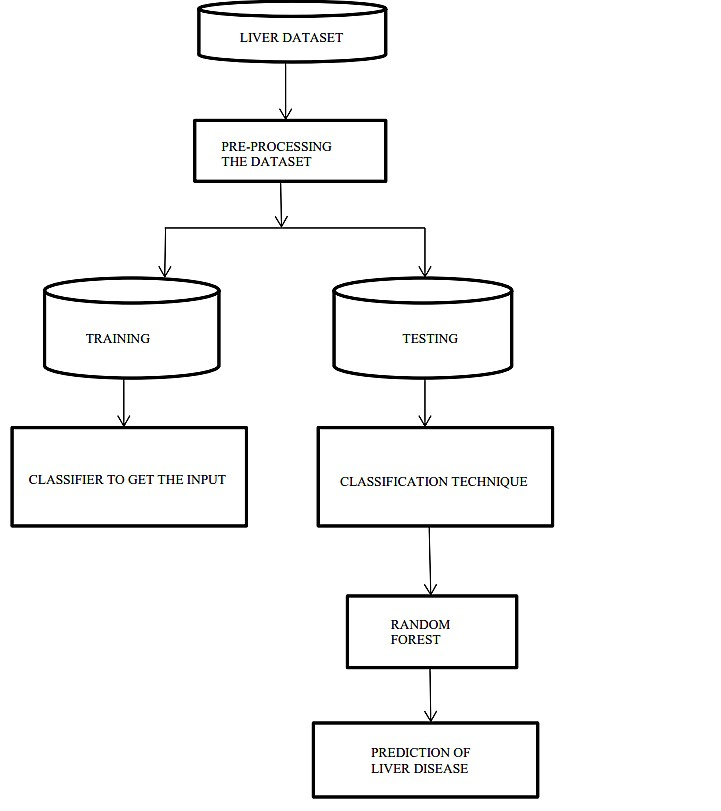 LIVER DATASET
PRE-PROCESSING
THE DATASET
TRAINING
TESTING
CLASSIFIER TO GET THE INPUT
CLASSIFICATION TECHNIQUE
RANDOM
FOREST
PREDICTION OF
LIVER DISEASE